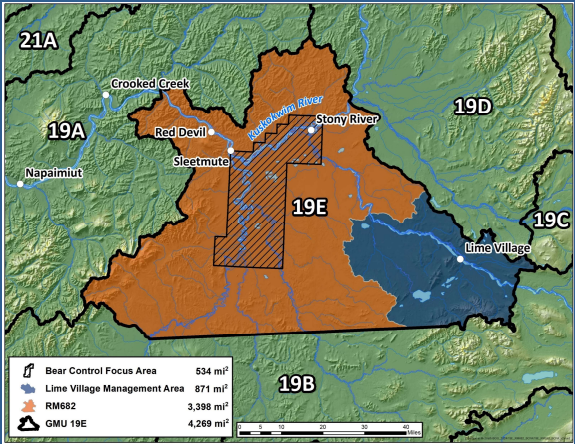 21A
Crooked Creek
Kuskokwim River
19D
Stony River
19A
Red Devil
Sleetmute
Napaimiut
19E
19C
Lime Village
Bear Control Focus Area 534 mi²
Lime Village Management Area 871 mi²
RM682 3,398 mi²
GMU 19E 4,269 mi²
19B
0 5 10 20 30 40
Miles